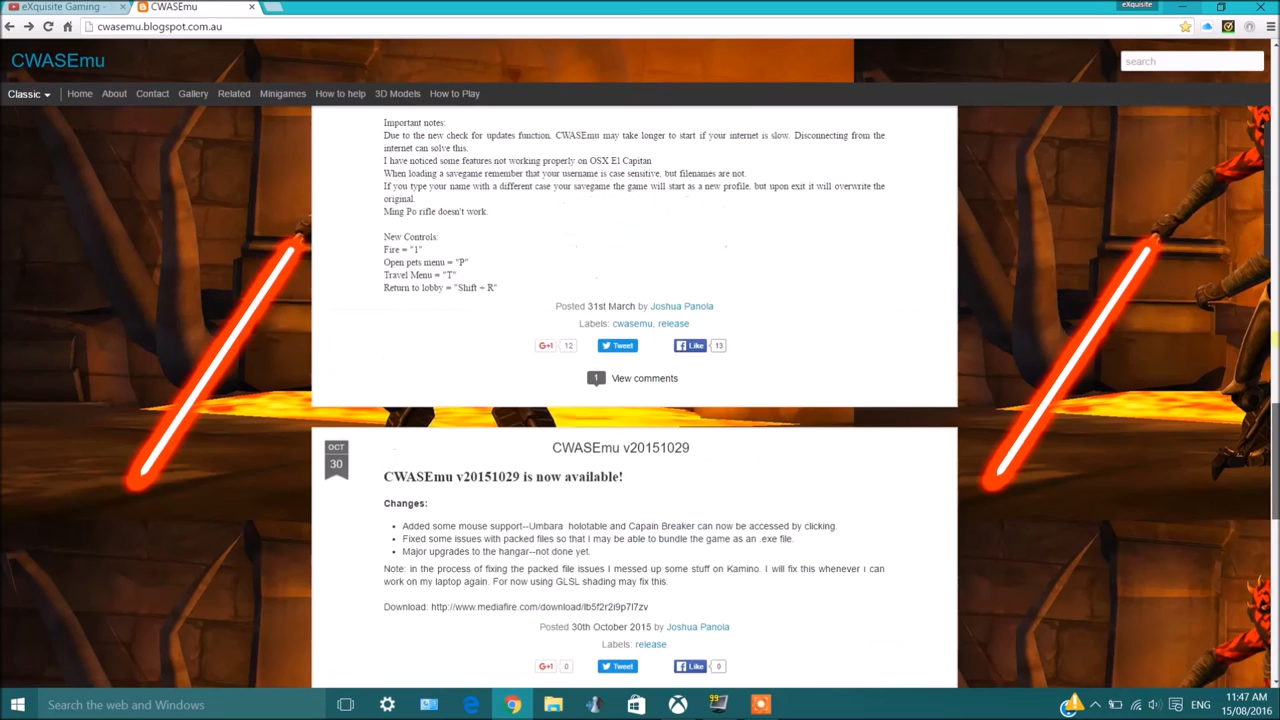 eXquisite Gaming -
CWASEmu
eXquisite
cwasemu.blogspot.com.au
CWASEmu
search
Classic
Home
About
Contact
Gallery
Related
Minigames
How to help
3D Models
How to Play
Important notes:
Due to the new check for updates function, CWASEmu may take longer to start if your internet is slow. Disconnecting from the
internet can solve this.
I have noticed some features not working properly on OSX El Capitan
When loading a savegame remember that your username is case sensitive, but filenames are not.
If you type your name with a different case your savegame the game will start as a new profile, but upon exit it will overwrite the
original.
Ming Po rifle doesn't work.
New Controls:
Fire = "1"
Open pets menu = "P"
Travel Menu = "T"
Return to lobby = "Shift + R"
Posted 31st March by Joshua Panola
Labels: cwasemu, release
G+1 12 Tweet Like 13
1 View comments
OCT
30
CWASEmu v20151029
CWASEmu v20151029 is now available!
Changes:
Added some mouse support--Umbara holotable and Capain Breaker can now be accessed by clicking.
Fixed some issues with packed files so that I may be able to bundle the game as an .exe file.
Major upgrades to the hangar--not done yet.
Note: in the process of fixing the packed file issues I messed up some stuff on Kamino. I will fix this whenever i can
work on my laptop again. For now using GLSL shading may fix this.
Download: http://www.mediafire.com/download/lb5f2r2i9p7l7zv
Posted 30th October 2015 by Joshua Panola
Labels: release
G+1 0 Tweet Like 0
Search the web and Windows
99
ENG
11:47 AM
15/08/2016